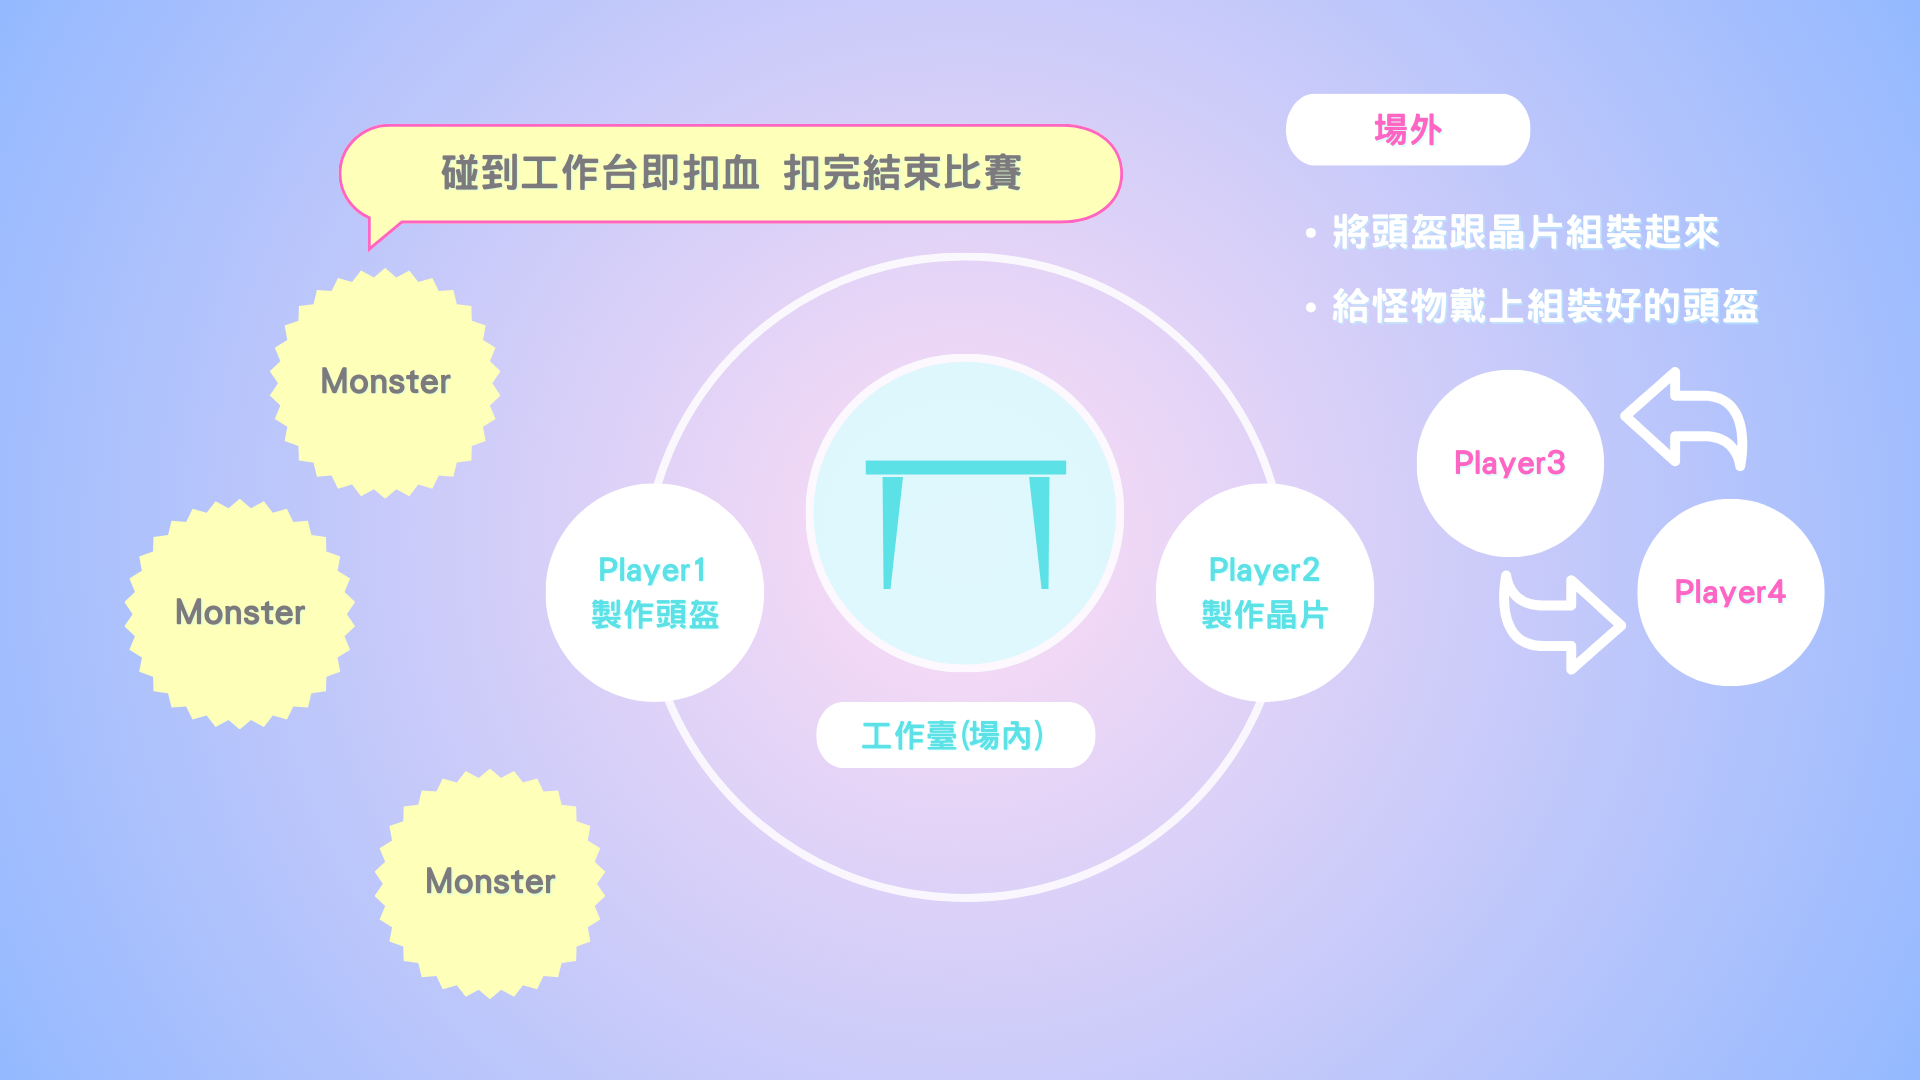 碰到工作台即扣血 扣完結束比賽
場外
• 將頭盔跟晶片組裝起來
• 給怪物戴上組裝好的頭盔
Monster
Monster
Monster
Player1
製作頭盔
Player2
製作晶片
工作臺(場內)
Player3
Player4